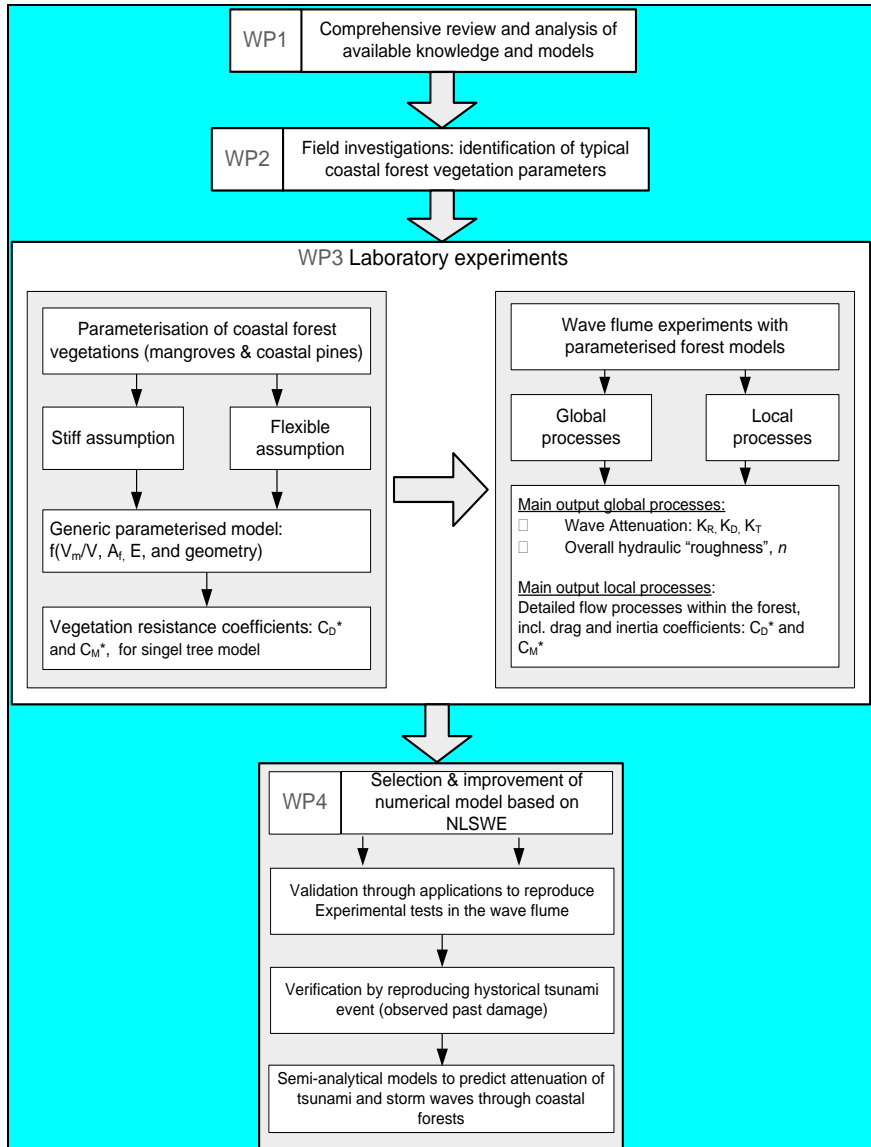 WP1
Comprehensive review and analysis of
available knowledge and models
WP2
Field investigations: identification of typical
coastal forest vegetation parameters
WP3 Laboratory experiments
Parameterisation of coastal forest
vegetations (mangroves & coastal pines)
Stiff assumption
Flexible
assumption
Generic parameterised model:
f(Vm/V, Af, E, and geometry)
Vegetation resistance coefficients: CD*
and CM*, for singel tree model
Wave flume experiments with
parameterised forest models
Global
processes
Local
processes
Main output global processes:
□ Wave Attenuation: KR, KD, KT
□ Overall hydraulic “roughness”, n
Main output local processes:
Detailed flow processes within the forest,
incl. drag and inertia coefficients: CD* and
CM*
WP4
Selection & improvement of
numerical model based on
NLSWE
Validation through applications to reproduce
Experimental tests in the wave flume
Verification by reproducing hystorical tsunami
event (observed past damage)
Semi-analytical models to predict attenuation of
tsunami and storm waves through coastal
forests